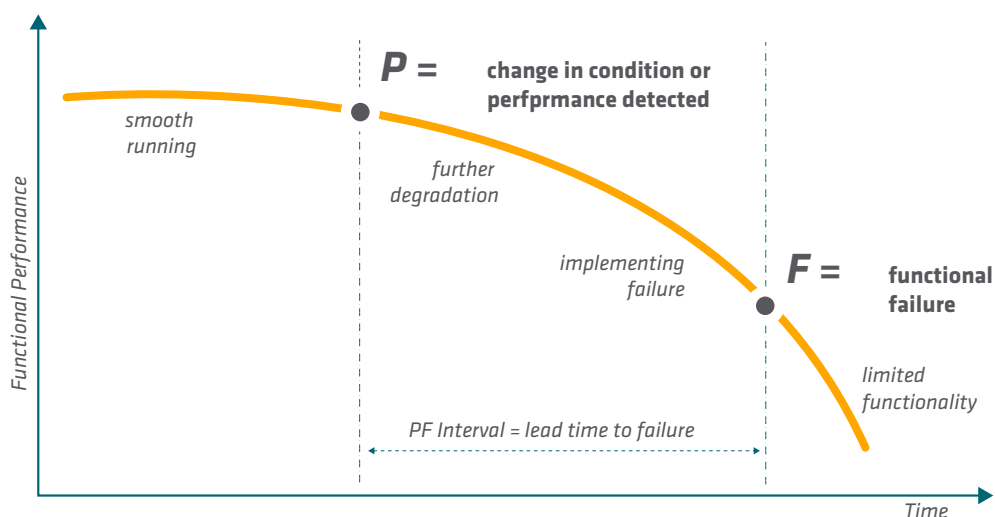 P =
change in condition or
perfprmance detected
smooth
running
further
degradation
implementing
failure
F =
functional
failure
limited
functionality
PF Interval = lead time to failure
Functional Performance
Time